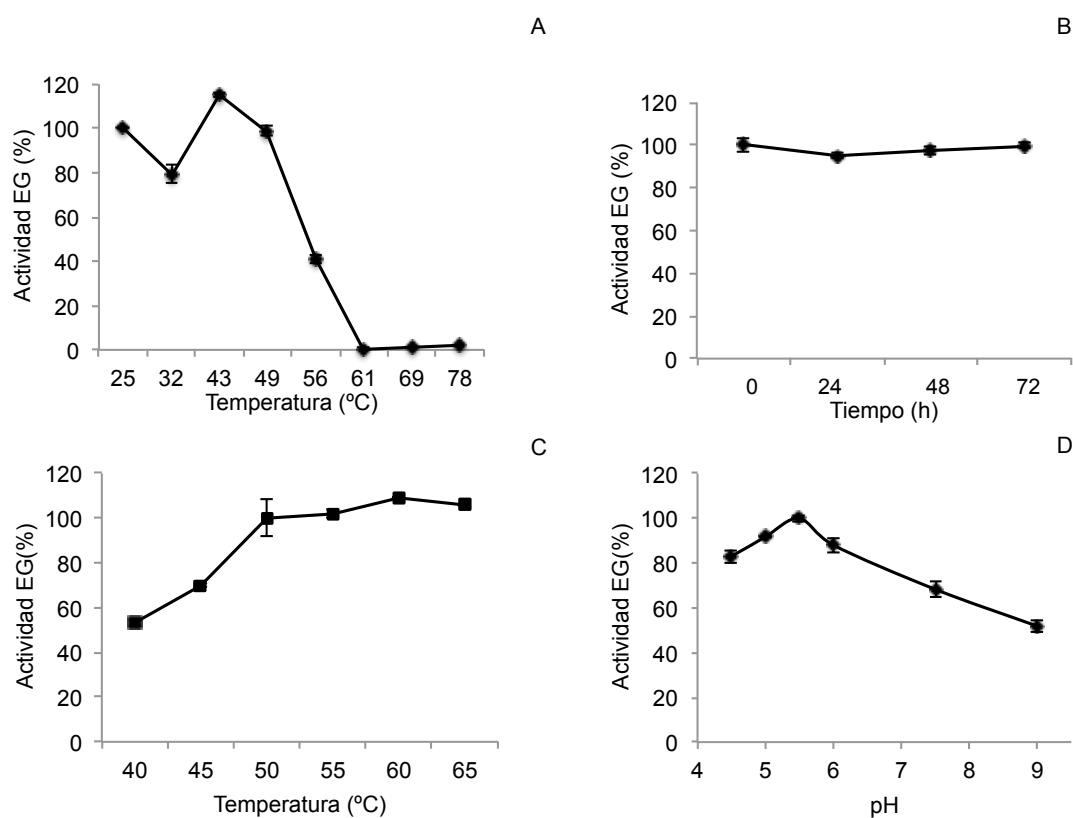 A
120
100
80
60
40
20
0
Actividad EG (%)
25 32 43 49 56 61 69 78
Temperatura (ºC)
B
120
100
80
60
40
20
0
Actividad EG (%)
0 24 48 72
Tiempo (h)
C
120
100
80
60
40
20
0
Actividad EG(%)
40 45 50 55 60 65
Temperatura (ºC)
D
120
100
80
60
40
20
0
Actividad EG(%)
4 5 6 7 8 9
pH